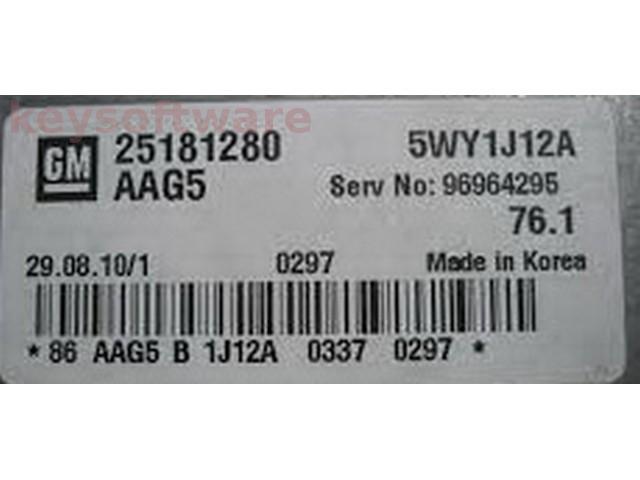 keysoftware
GM 25181280 5WY1J12A
AAG5 Serv No: 96964295
76.1
29.08.10/1 0297 Made in Korea
*86 AAG5 B 1J12A 0337 0297 *